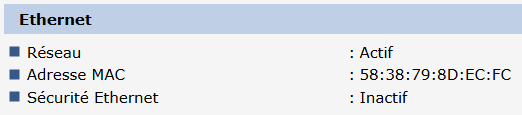 Ethernet
Réseau : Actif
Adresse MAC : 58:38:79:8D:EC:FC
Sécurité Ethernet : Inactif